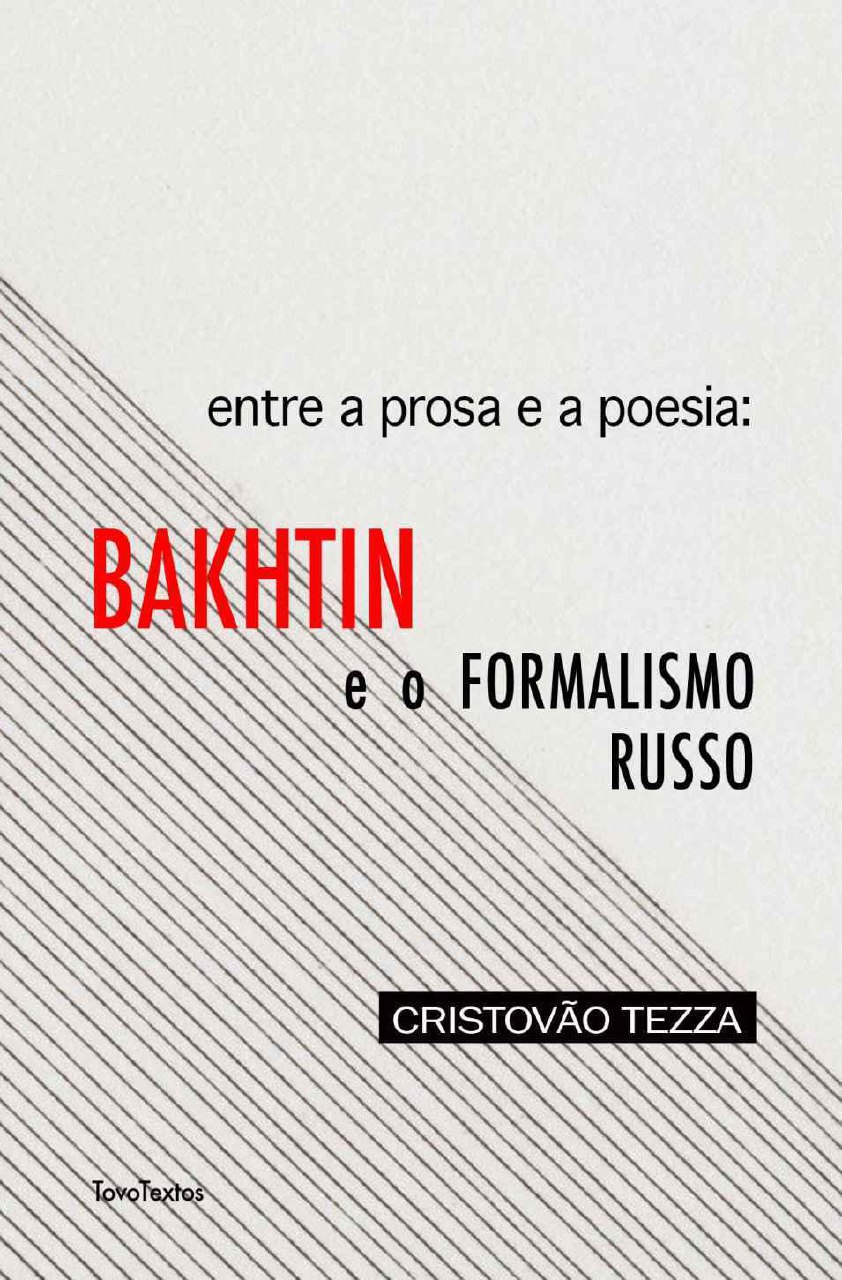 entre a prosa e a poesia:
BAKHTIN
e o FORMALISMO
RUSSO
CRISTOVÃO TEZZA
TovoTextos